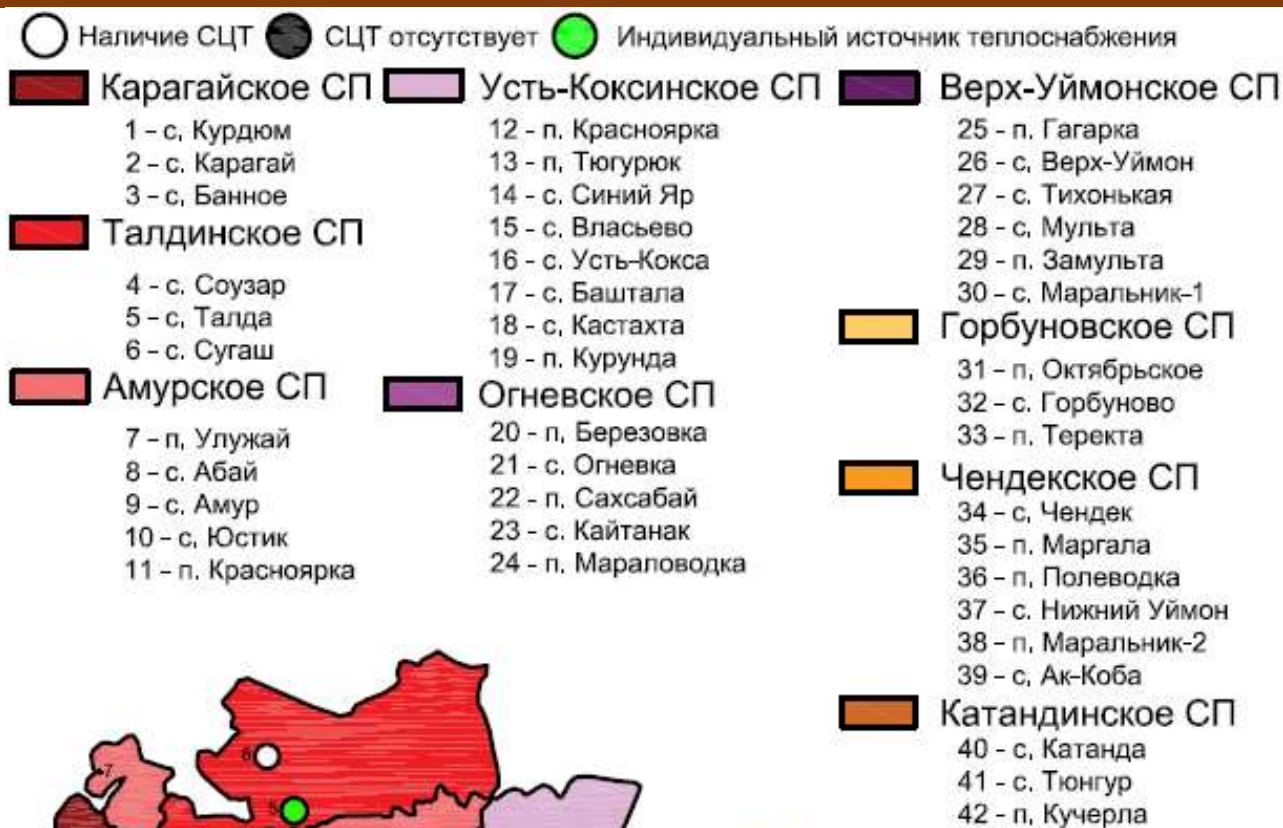 Наличие СЦТ СЦТ отсутствует Индивидуальный источник теплоснабжения
Карагайское СП
1 – с. Курдюм
2 – с. Карагай
3 – с. Банное
Талдинское СП
4 – с. Соузар
5 – с. Талда
6 – с. Сугаш
Амурское СП
7 – п. Улужай
8 – с. Абай
9 – с. Амур
10 – с. Юстик
11 – п. Красноярка
Усть-Коксинское СП
12 - п. Красноярка
13 - п. Тюгурюк
14 - с. Синий Яр
15 - с. Власьево
16 - с. Усть-Кокса
17 - с. Баштала
18 - с. Кастахта
19 - п. Курунда
Огневское СП
20 - п. Березовка
21 - с. Огневка
22 - п. Сахсабай
23 - с. Кайтанак
24 - п. Мараловодка
Верх-Уймонское СП
25 - п. Гагарка
26 - с. Верх-Уймон
27 - с. Тихонькая
28 - с. Мульта
29 - п. Замульта
30 - с. Маральник-1
Горбуновское СП
31 - п. Октябрьское
32 - с. Горбуново
33 - п. Теректа
Чендекское СП
34 – с. Чендек
35 – п. Маргала
36 – п. Полеводка
37 – с. Нижний Уймон
38 – п. Маральник-2
39 – с. Ак-Коба
Катандинское СП
40 - с. Катанда
41 - с. Тюнгур
42 - п. Кучерла
6
7
5